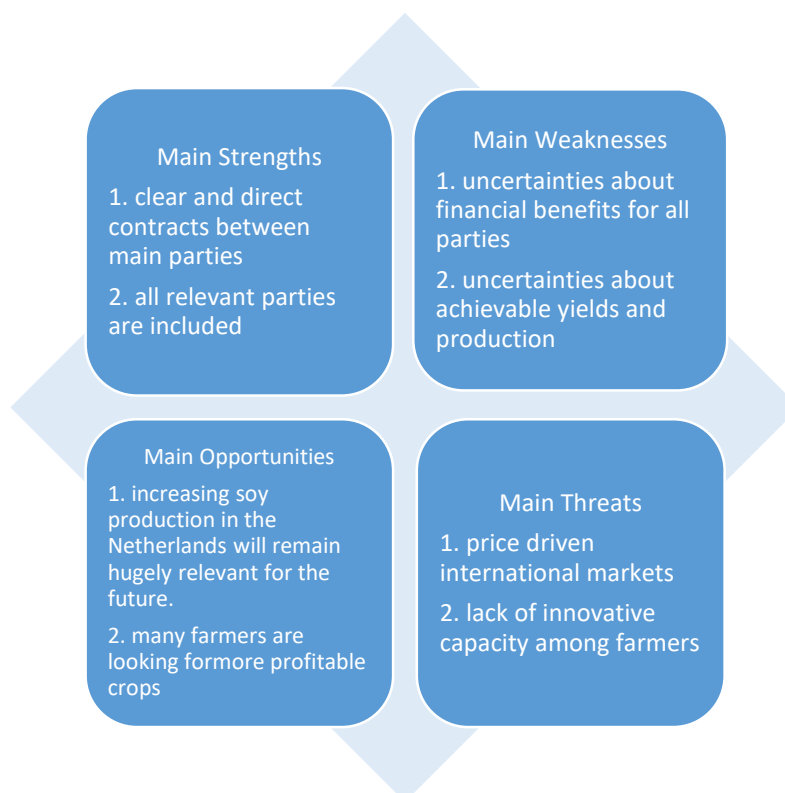 Main Strengths
1. clear and direct
contracts between
main parties
2. all relevant parties
are included
Main Weaknesses
1. uncertainties about
financial benefits for all
parties
2. uncertainties about
achievable yields and
production
Main Opportunities
1. increasing soy
production in the
Netherlands will remain
hugely relevant for the
future.
2. many farmers are
looking formore profitable
crops
Main Threats
1. price driven
international markets
2. lack of innovative
capacity among farmers